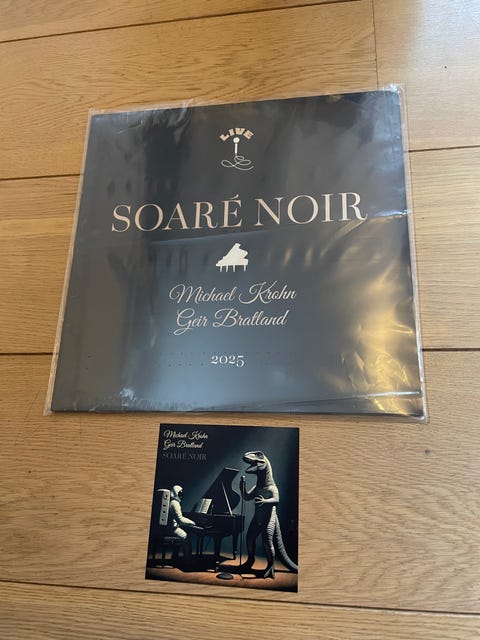 LIVE
SOARÉ NOIR
Michael Krohn
Geir Bratland
2025
Michael Krohn
Geir Bratland
SOARÉ NOIR